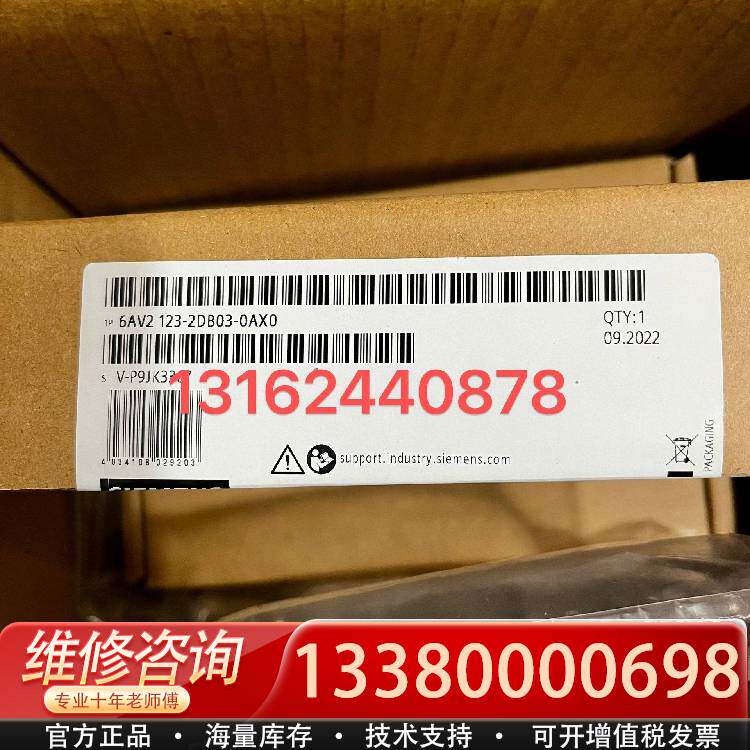 1P 6AV2 123-2DB03-0AX0
QTY:1
09.2022
S V-P9JK33
13162440878
support.industry.siemens.com
PACKAGING
维修咨询
专业十年老师傅
13380000698
官方正品 · 海量库存 · 技术支持 · 可开增值税发票